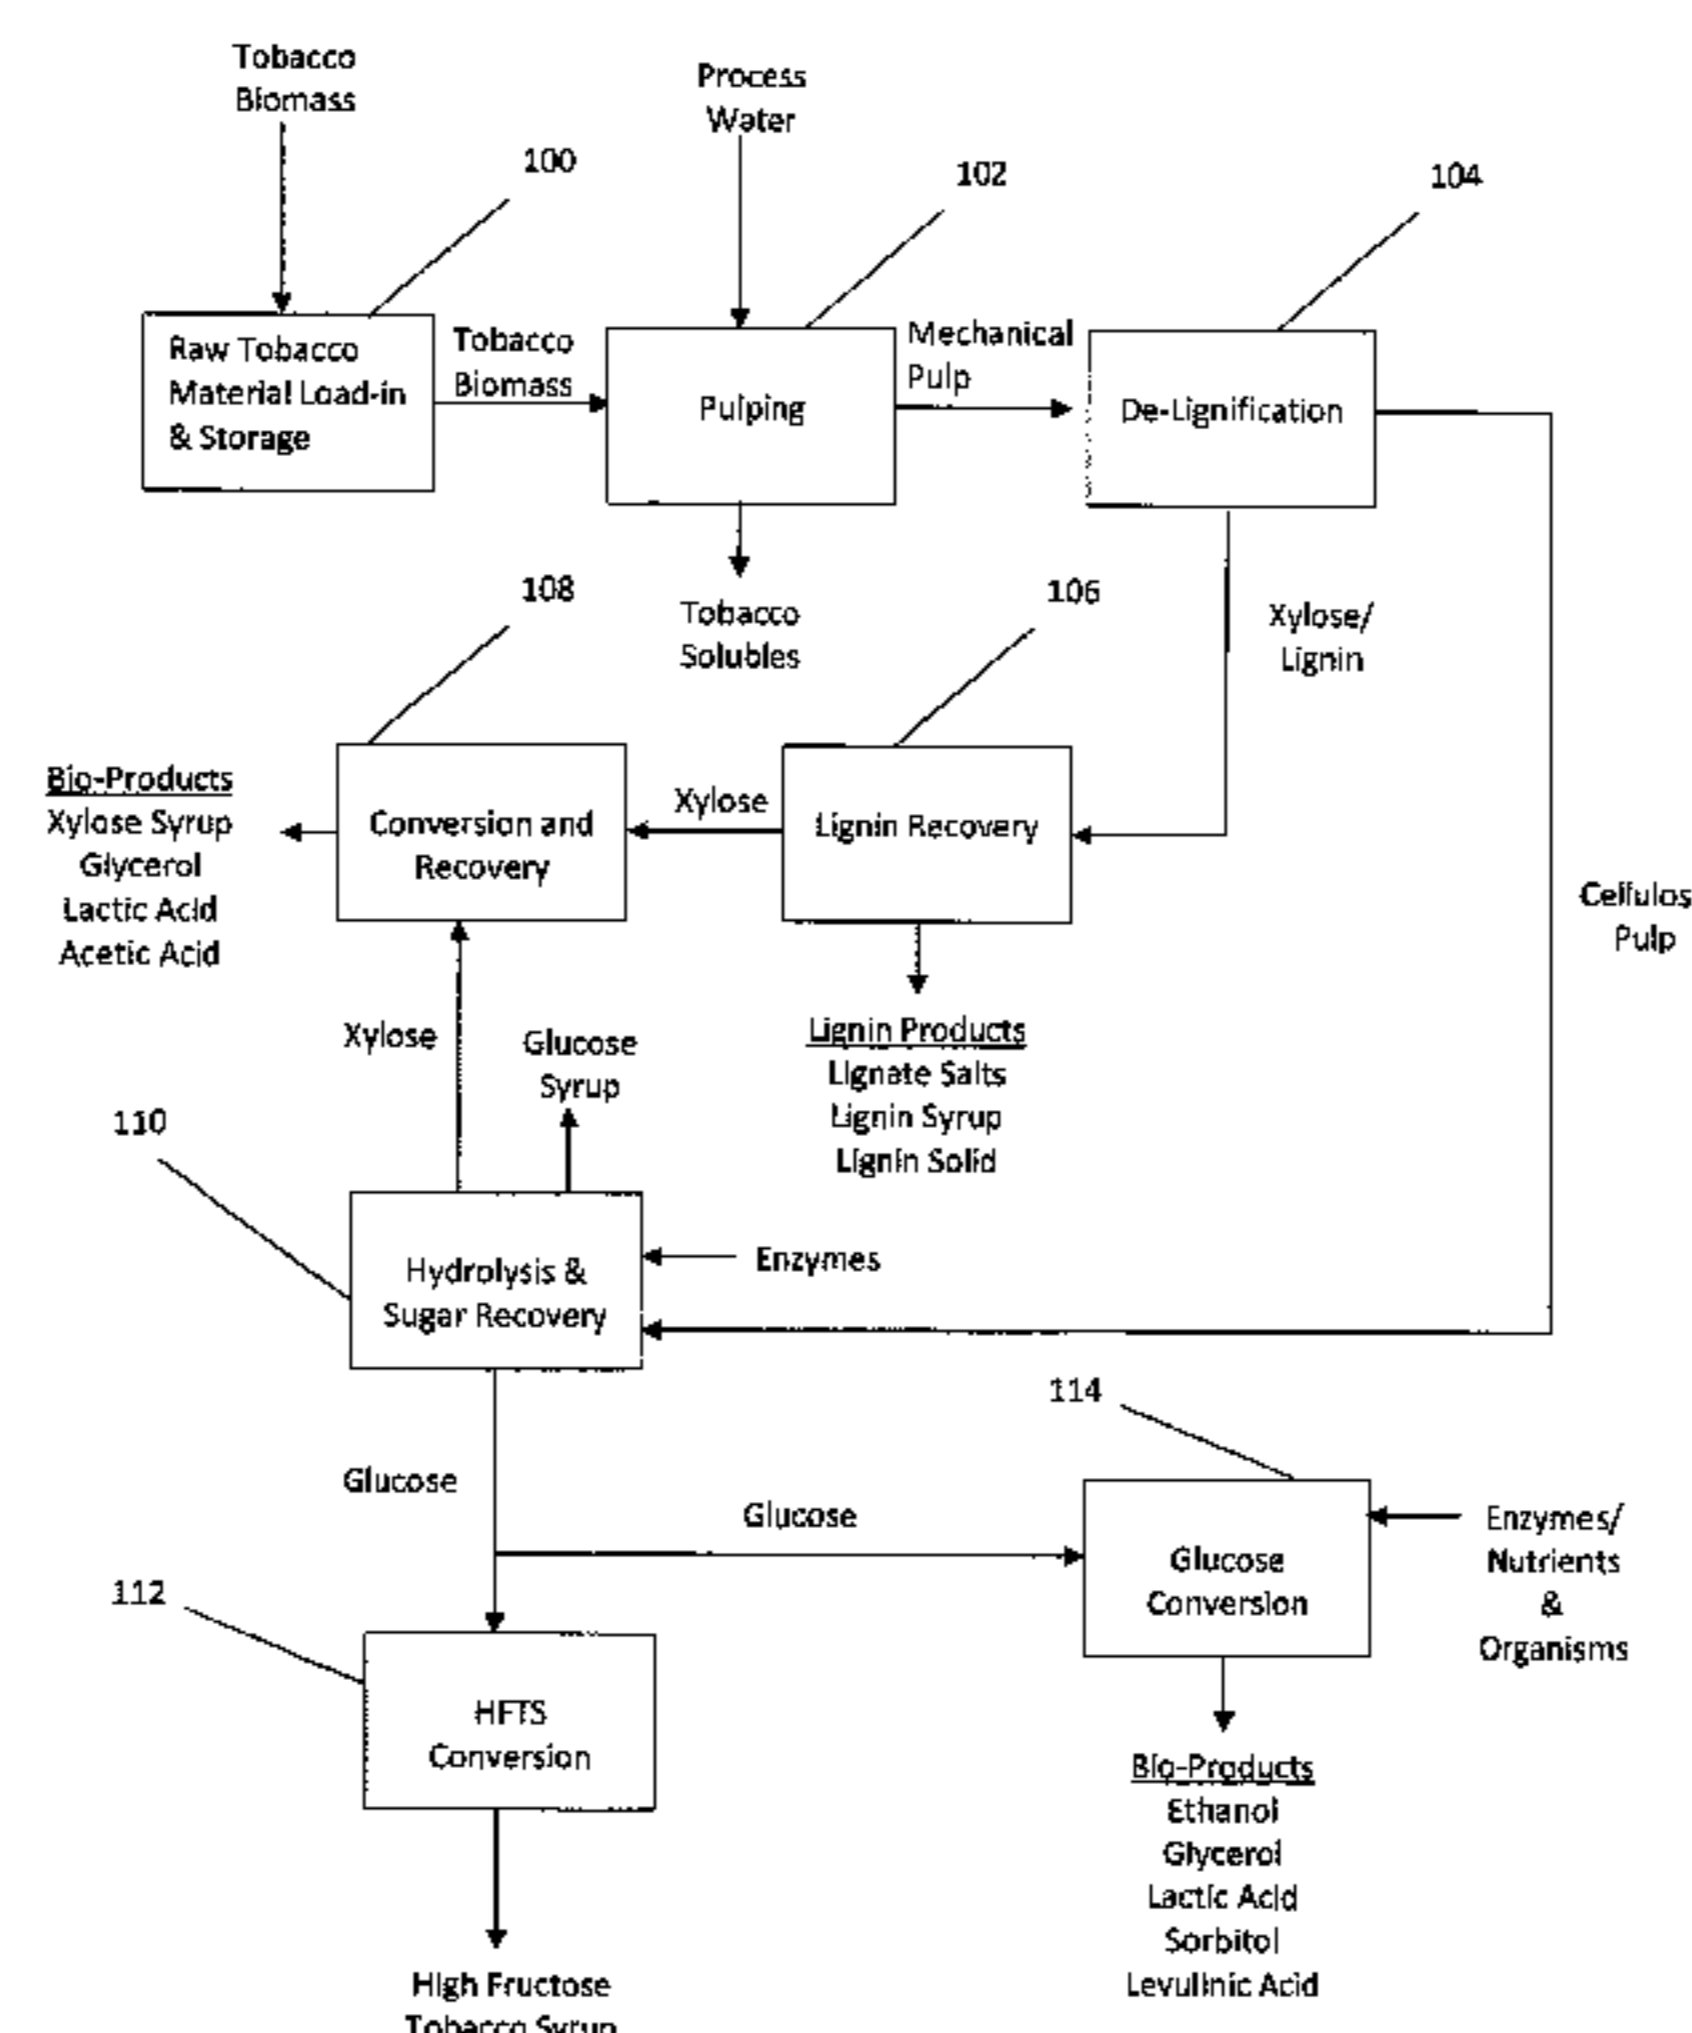 Tobacco
Biomass
Process
Water
100
102
104
Raw Tobacco
Material Load-in
& Storage
Tobacco
Biomass
Pulping
Mechanical
Pulp
De-Lignification
Tobacco
Solubles
108
106
Xylose/
Lignin
Bio-Products
Xylose Syrup
Glycerol
Lactic Acid
Acetic Acid
Conversion and
Recovery
Xylose
Lignin Recovery
Cellulos
Pulp
Xylose
Glucose
Syrup
Lignin Products
Lignate Salts
Lignin Syrup
Lignin Solid
110
Hydrolysis &
Sugar Recovery
Enzymes
114
Glucose
Glucose
Glucose
Conversion
Enzymes/
Nutrients
&
Organisms
112
HFTS
Conversion
Bio-Products
Ethanol
Glycerol
Lactic Acid
Sorbitol
Levulinic Acid
High Fructose
Tobacco Syrup